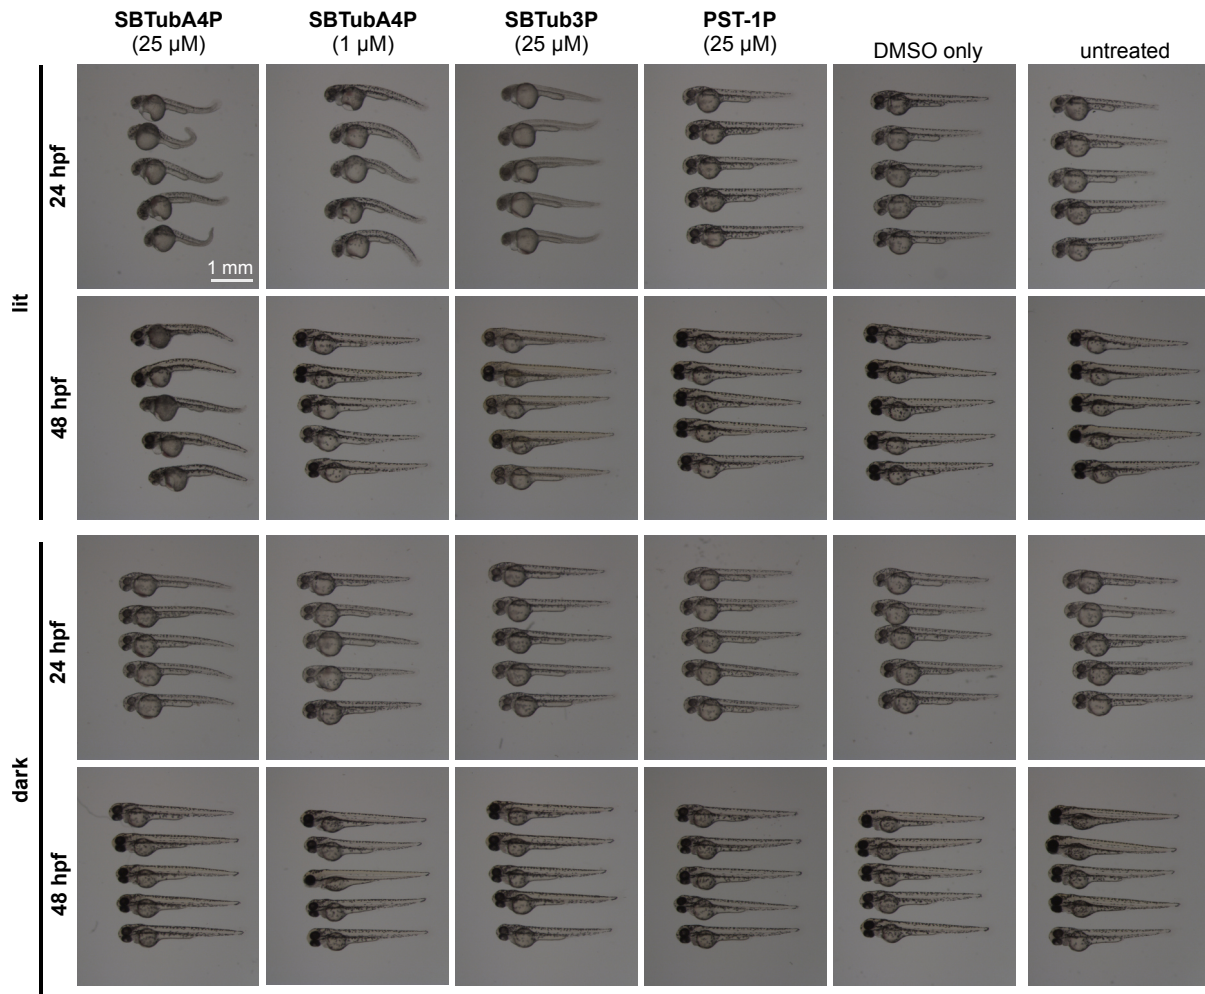 SBTubA4P
(25 µM)
SBTubA4P
(1 µM)
SBTub3P
(25 µM)
PST-1P
(25 µM)
DMSO only
untreated
lit
24 hpf
1 mm
48 hpf
dark
24 hpf
48 hpf